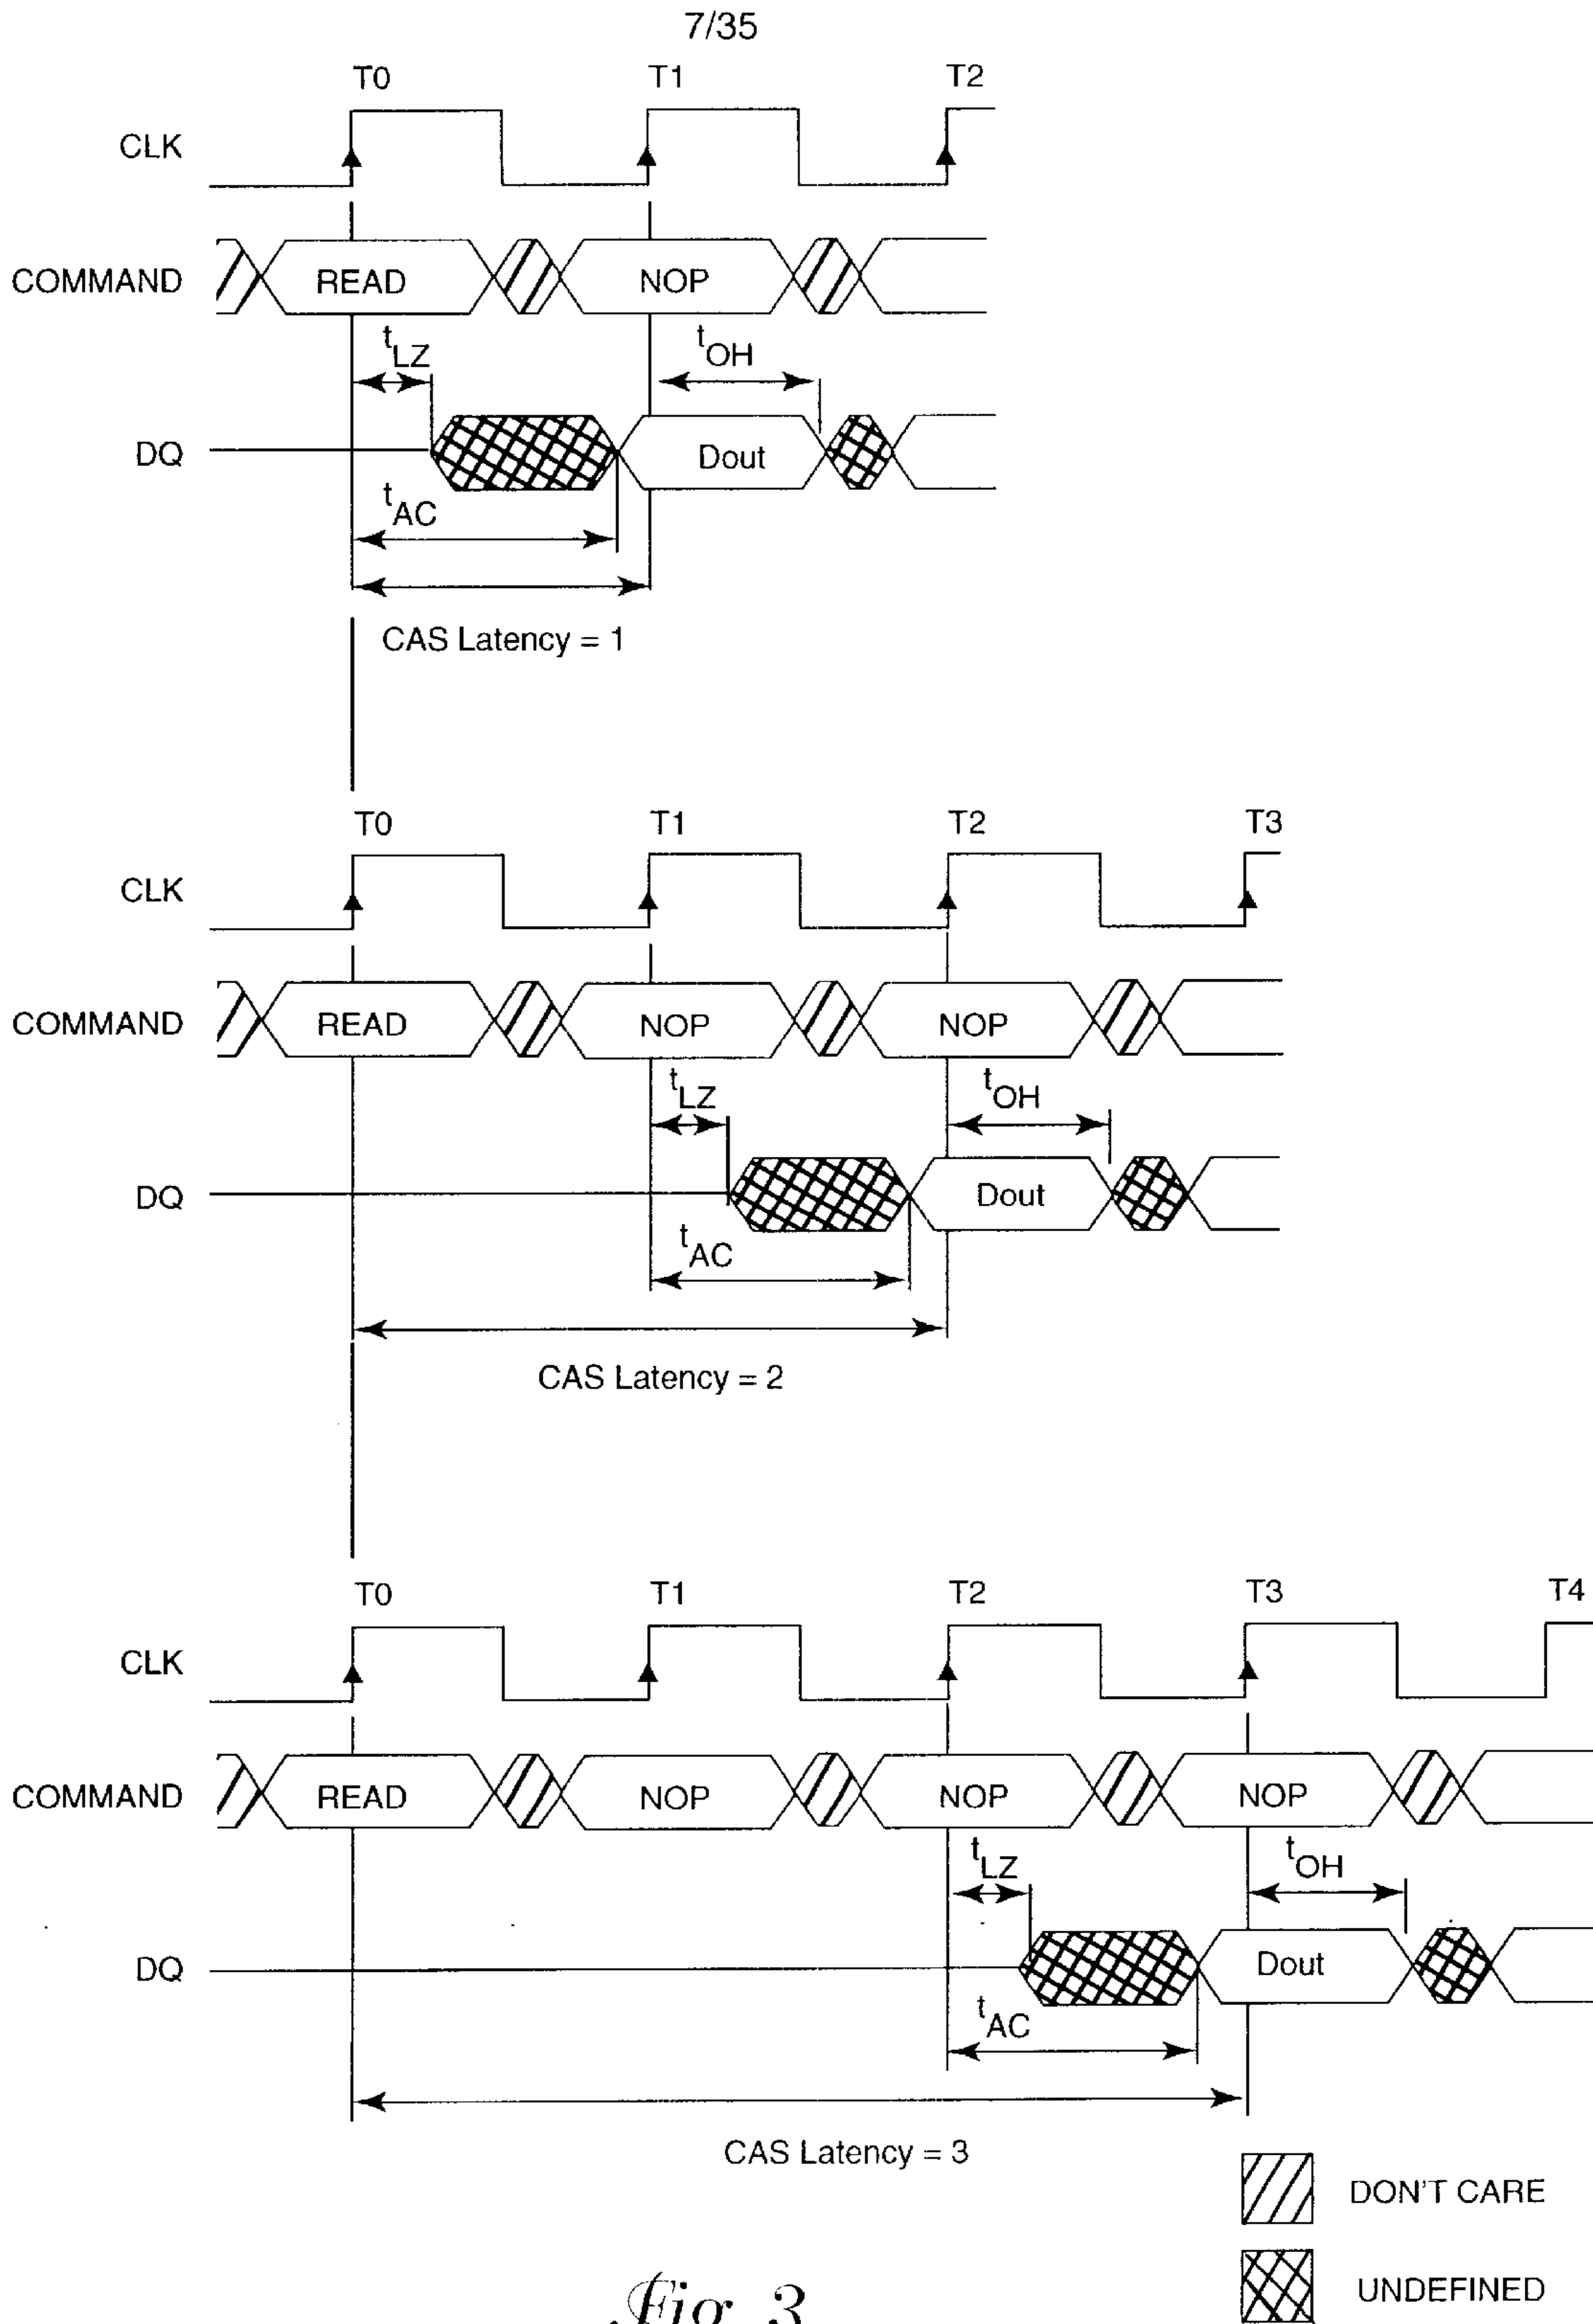 7/35
T0 T1 T2
CLK
COMMAND READ NOP
tLZ tOH
DQ Dout
tAC
CAS Latency = 1
T0 T1 T2 T3
CLK
COMMAND READ NOP NOP
tLZ tOH
DQ Dout
tAC
CAS Latency = 2
T0 T1 T2 T3 T4
CLK
COMMAND READ NOP NOP NOP
tLZ tOH
DQ Dout
tAC
CAS Latency = 3
DON'T CARE
UNDEFINED
Fig. 3